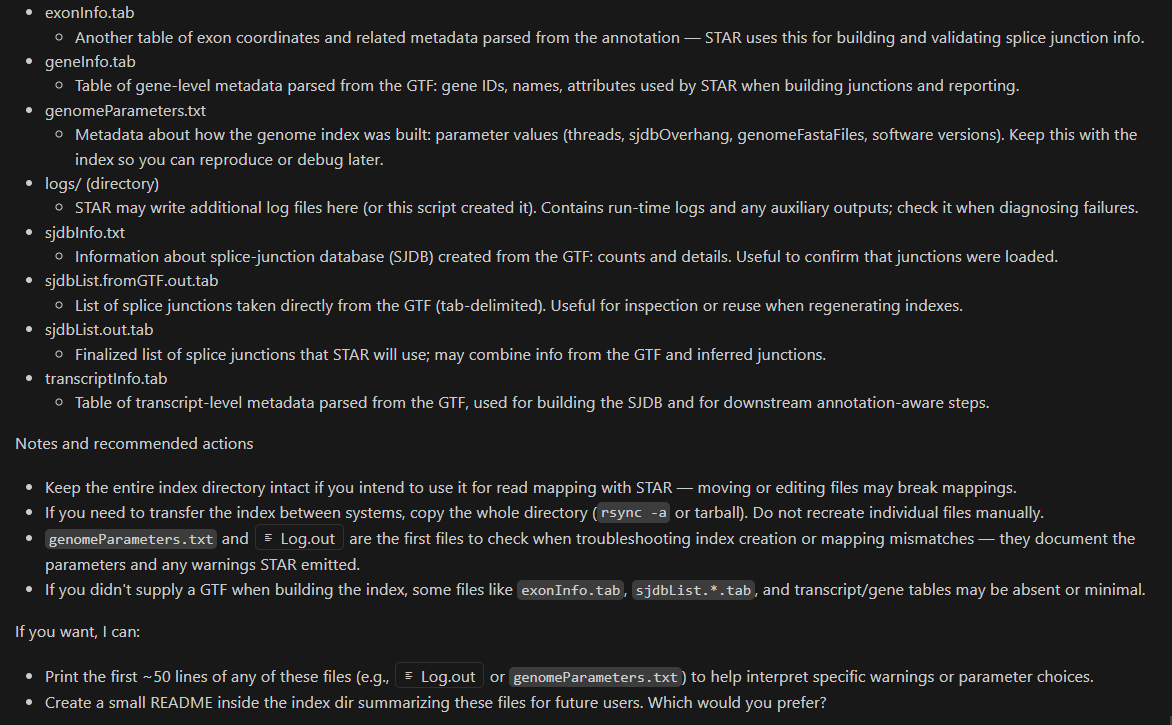 exonInfo.tab
Another table of exon coordinates and related metadata parsed from the annotation — STAR uses this for building and validating splice junction info.
geneInfo.tab
Table of gene-level metadata parsed from the GTF: gene IDs, names, attributes used by STAR when building junctions and reporting.
genomeParameters.txt
Metadata about how the genome index was built: parameter values (threads, sjdbOverhang, genomeFastaFiles, software versions). Keep this with the
index so you can reproduce or debug later.
logs/ (directory)
STAR may write additional log files here (or this script created it). Contains run-time logs and any auxiliary outputs; check it when diagnosing failures.
sjdbInfo.txt
Information about splice-junction database (SJDB) created from the GTF: counts and details. Useful to confirm that junctions were loaded.
sjdbList.fromGTF.out.tab
List of splice junctions taken directly from the GTF (tab-delimited). Useful for inspection or reuse when regenerating indexes.
sjdbList.out.tab
Finalized list of splice junctions that STAR will use; may combine info from the GTF and inferred junctions.
transcriptInfo.tab
Table of transcript-level metadata parsed from the GTF, used for building the SJDB and for downstream annotation-aware steps.
Notes and recommended actions
Keep the entire index directory intact if you intend to use it for read mapping with STAR — moving or editing files may break mappings.
If you need to transfer the index between systems, copy the whole directory (rsync -a or tarball). Do not recreate individual files manually.
genomeParameters.txt and Log.out are the first files to check when troubleshooting index creation or mapping mismatches — they document the
parameters and any warnings STAR emitted.
If you didn't supply a GTF when building the index, some files like exonInfo.tab, sjdbList.*.tab, and transcript/gene tables may be absent or minimal.
If you want, I can:
Print the first ~50 lines of any of these files (e.g., Log.out or genomeParameters.txt) to help interpret specific warnings or parameter choices.
Create a small README inside the index dir summarizing these files for future users. Which would you prefer?